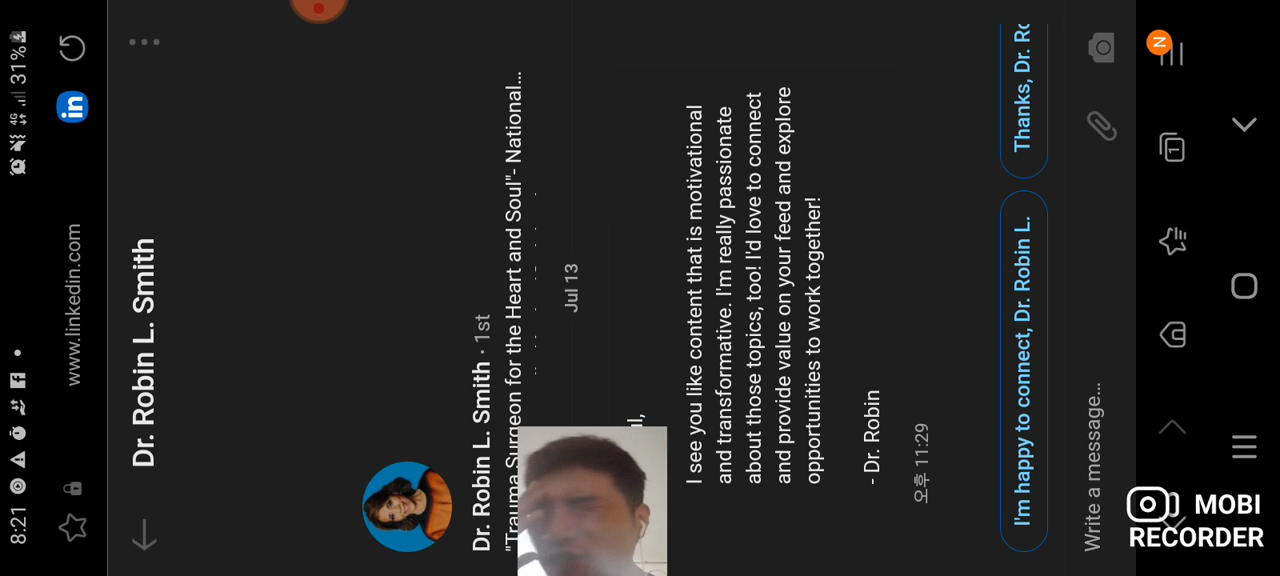 8:21
4G
31%
www.linkedin.com
in
Dr. Robin L. Smith
Dr. Robin L. Smith · 1st
"Trauma Surgeon for the Heart and Soul"- National...
Jul 13
I see you like content that is motivational
and transformative. I'm really passionate
about those topics, too! I'd love to connect
and provide value on your feed and explore
opportunities to work together!
- Dr. Robin
오후 11:29
I'm happy to connect, Dr. Robin L.
Thanks, Dr.
Write a message...
1
N
MOBI
RECORDER